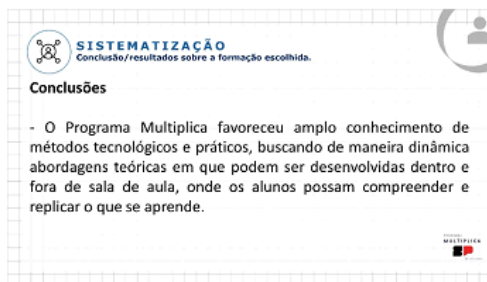 SISTEMATIZAÇÃO
Conclusão/resultados sobre a formação escolhida.
Conclusões
- O Programa Multiplica favoreceu amplo conhecimento de
métodos tecnológicos e práticos, buscando de maneira dinâmica
abordagens teóricas em que podem ser desenvolvidas dentro e
fora de sala de aula, onde os alunos possam compreender e
replicar o que se aprende.
MULTIPLICA
SP